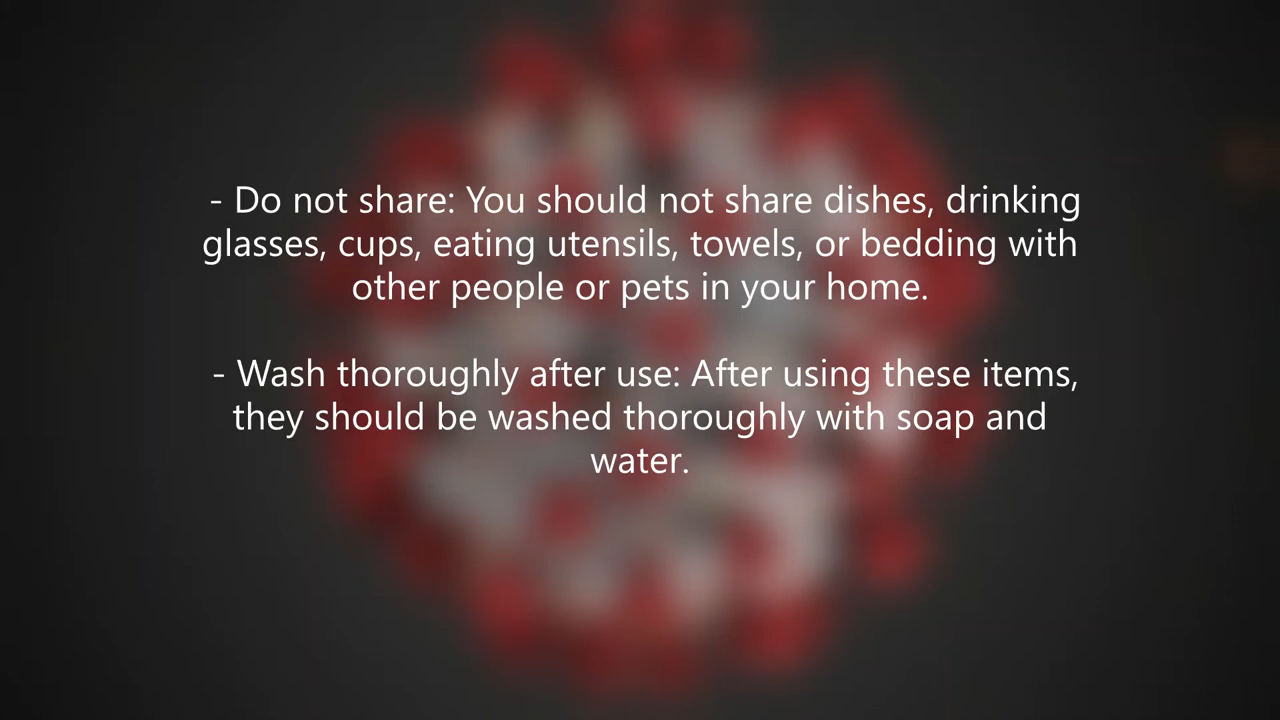 - Do not share: You should not share dishes, drinking
glasses, cups, eating utensils, towels, or bedding with
other people or pets in your home.
- Wash thoroughly after use: After using these items,
they should be washed thoroughly with soap and
water.